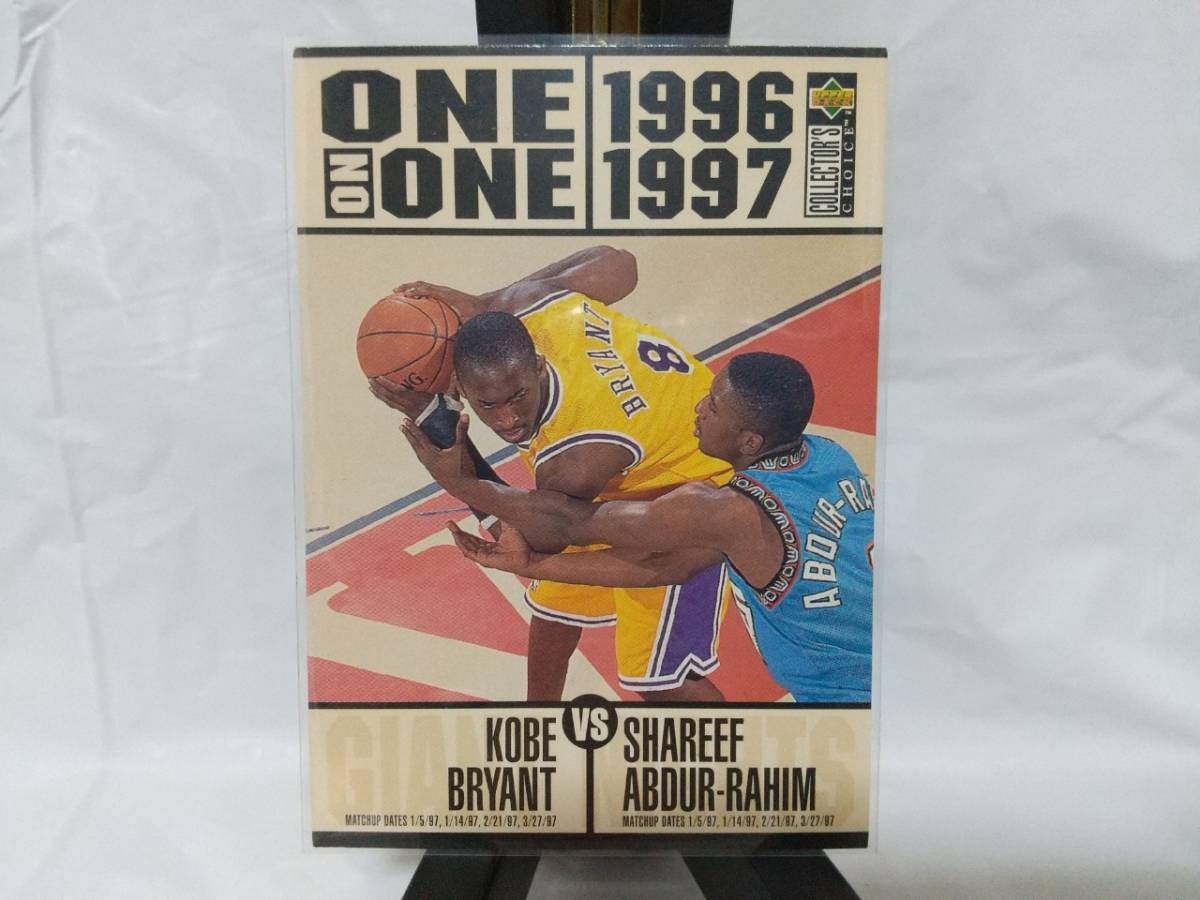 ONE
ON ONE
1996
1997
UPPER DECK
COLLECTOR'S
CHOICE™
BRYANT
8
ABDUR-RA
KOBE
BRYANT
MATCHUP DATES 1/5/97, 1/14/97, 2/21/97, 3/27/97
VS
SHAREEF
ABDUR-RAHIM
MATCHUP DATES 1/5/97, 1/14/97, 2/21/97, 3/27/97